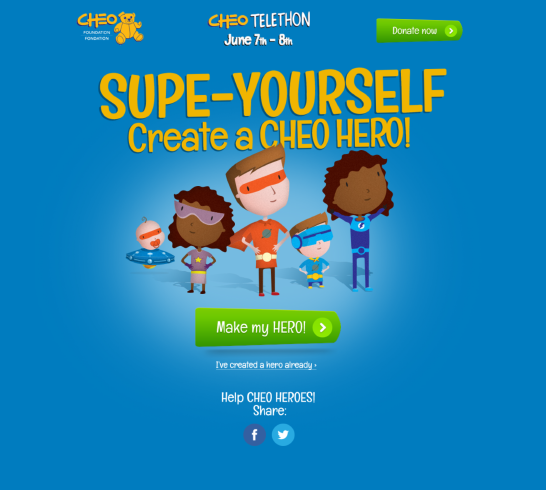 CHEO
FOUNDATION
FONDATION
CHEO TELETHON
June 7th - 8th
Donate now
SUPE-YOURSELF
Create a CHEO HERO!
Make my HERO!
I've created a hero already ›
Help CHEO HEROES!
Share: